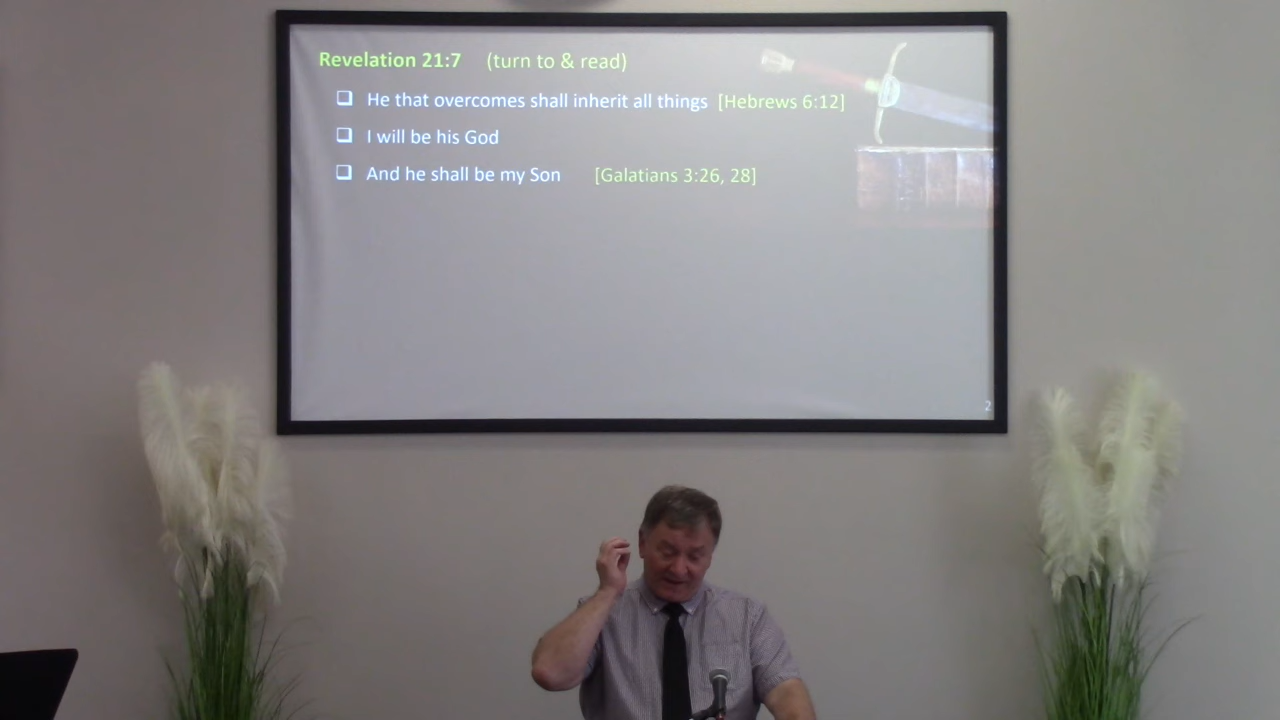 Revelation 21:7 (turn to & read)
❑ He that overcomes shall inherit all things [Hebrews 6:12]
❑ I will be his God
❑ And he shall be my Son [Galatians 3:26, 28]
2